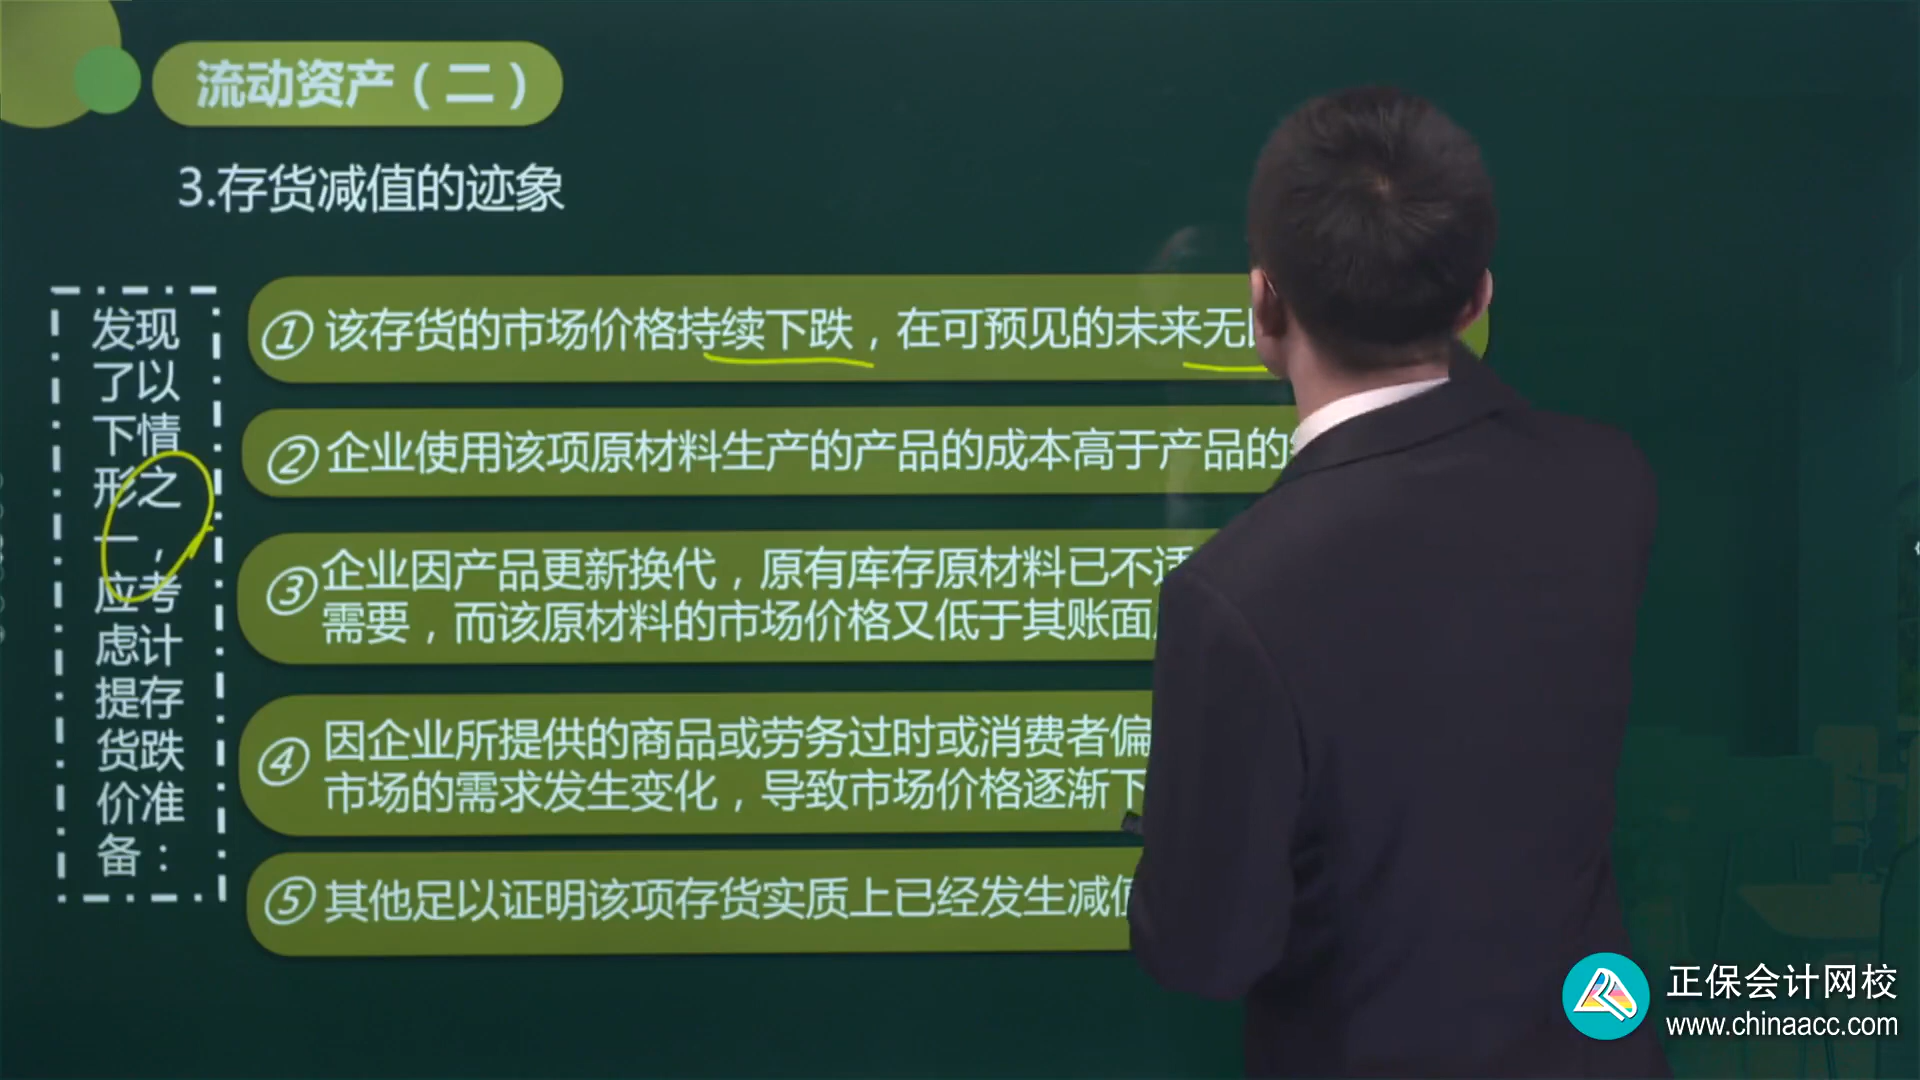 流动资产（二）
3.存货减值的迹象
发现
了以
下情
形之
一，
应考
虑计
提存
货跌
价准
备：
①该存货的市场价格持续下跌，在可预见的未来无
②企业使用该项原材料生产的产品的成本高于产品的
③企业因产品更新换代，原有库存原材料已不适
需要，而该原材料的市场价格又低于其账面
④因企业所提供的商品或劳务过时或消费者偏
市场的需求发生变化，导致市场价格逐渐下
⑤其他足以证明该项存货实质上已经发生减值
正保会计网校
www.chinaacc.com